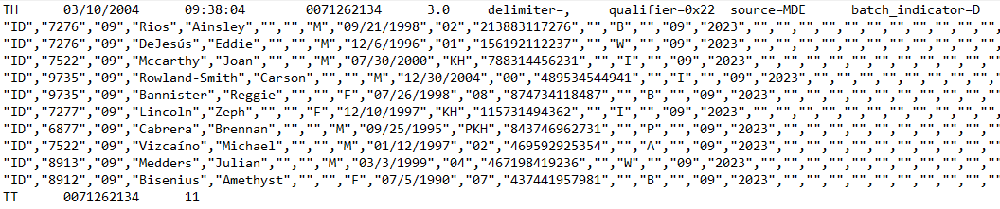 TH 03/10/2004 09:38:04 0071262134 3.0 delimiter=, qualifier=0x22 source=MDE batch_indicator=D
"ID","7276","09","Rios","Ainsley","","","M","09/21/1998","02","213883117276","","B","","09","2023","","","","","","","","","","",""
"ID","7276","09","DeJesús","Eddie","","","M","12/6/1996","01","156192112237","","W","","09","2023","","","","","","","","","","",""
"ID","7522","09","Mccarthy","Joan","","","M","07/30/2000","KH","788314456231","","I","","09","2023","","","","","","","","","","",
"ID","9735","09","Rowland-Smith","Carson","","","M","12/30/2004","00","489534544941","","I","","09","2023","","","","","","","","",
"ID","9735","09","Bannister","Reggie","","","F","07/26/1998","08","874734118487","","B","","09","2023","","","","","","","","","",
"ID","7277","09","Lincoln","Zeph","","","F","12/10/1997","KH","115731494362","","I","","09","2023","","","","","","","","","","",""
"ID","6877","09","Cabrera","Brennan","","","M","09/25/1995","PKH","843746962731","","P","","09","2023","","","","","","","","","",
"ID","7522","09","Vizcaíno","Michael","","","M","01/12/1997","02","469592925354","","A","","09","2023","","","","","","","","","",
"ID","8913","09","Medders","Julian","","","M","03/3/1999","04","467198419236","","W","","09","2023","","","","","","","","","","",
"ID","8912","09","Bisenius","Amethyst","","","F","07/5/1990","07","437441957981","","B","","09","2023","","","","","","","","","",
TT 0071262134 11